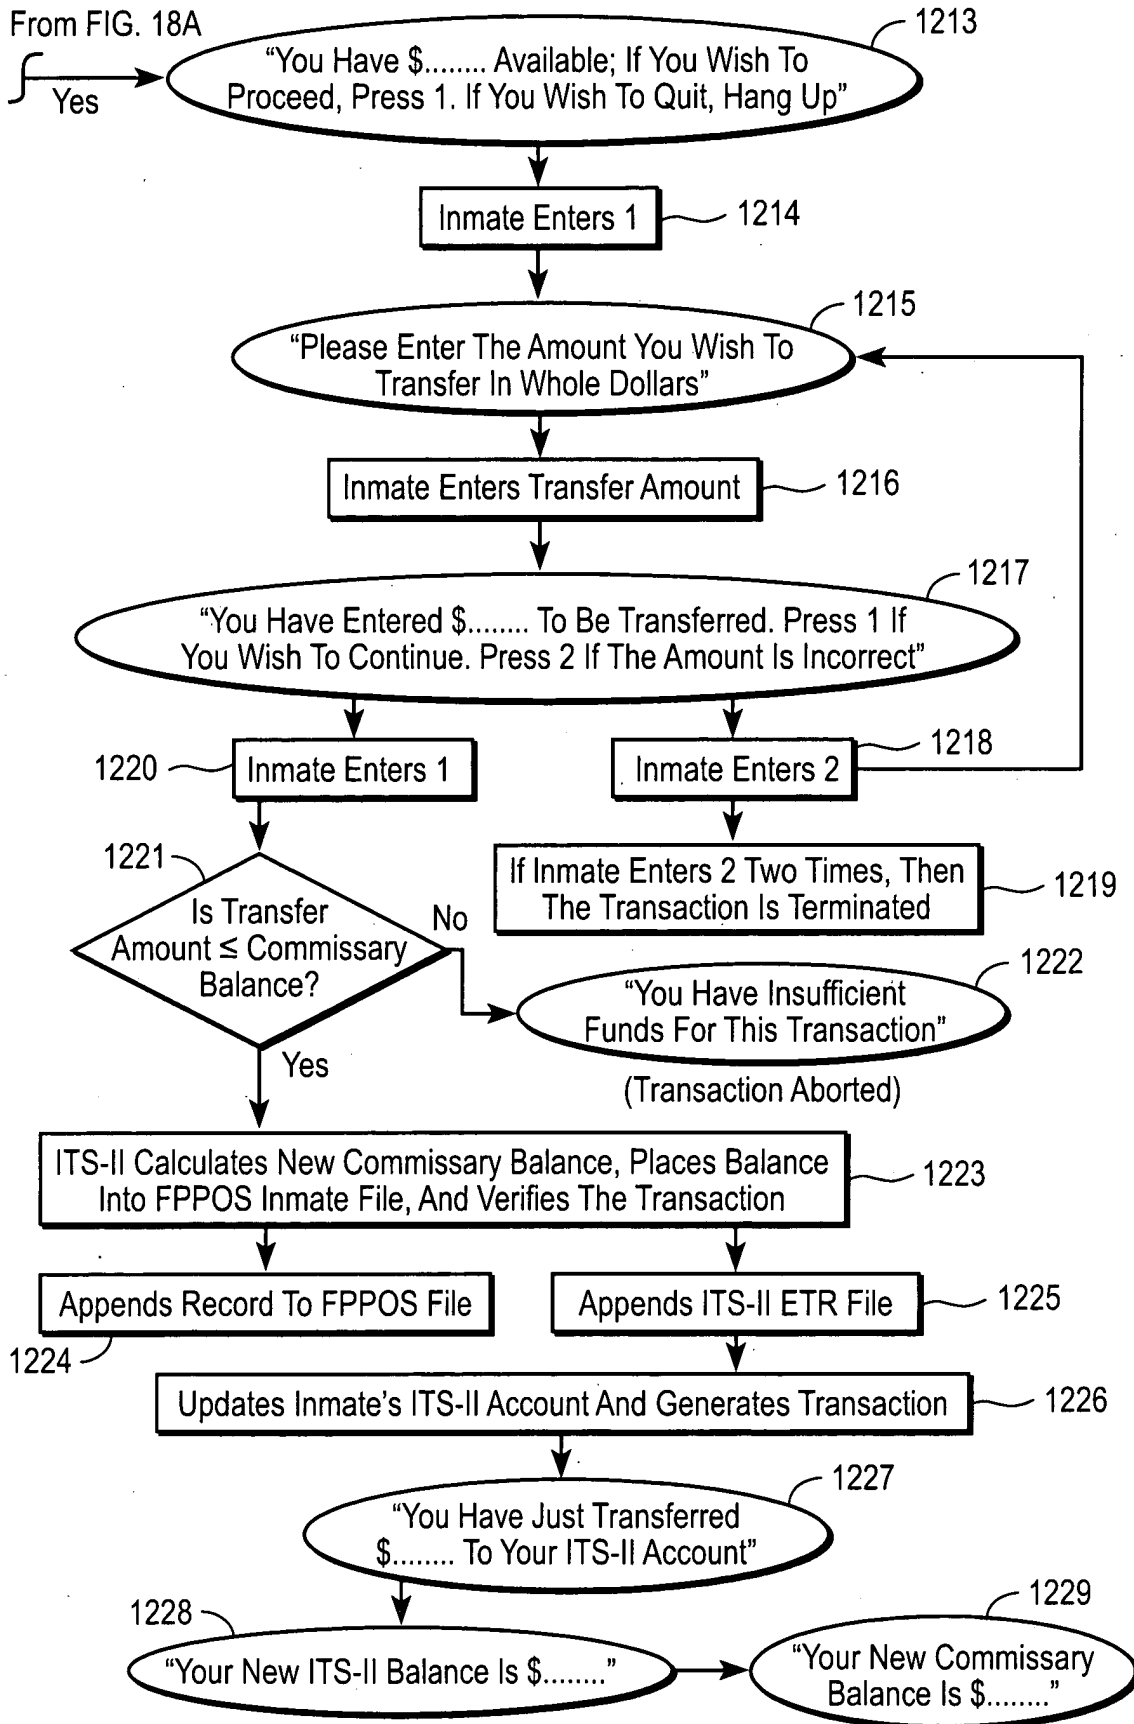 From FIG. 18A
Yes
1213
“You Have $........ Available; If You Wish To
Proceed, Press 1. If You Wish To Quit, Hang Up”
Inmate Enters 1
1214
1215
“Please Enter The Amount You Wish To
Transfer In Whole Dollars”
Inmate Enters Transfer Amount
1216
1217
“You Have Entered $........ To Be Transferred. Press 1 If
You Wish To Continue. Press 2 If The Amount Is Incorrect”
1220
Inmate Enters 1
Inmate Enters 2
1218
1221
Is Transfer
Amount ≤ Commissary
Balance?
No
Yes
If Inmate Enters 2 Two Times, Then
The Transaction Is Terminated
1219
1222
“You Have Insufficient
Funds For This Transaction”
(Transaction Aborted)
ITS-II Calculates New Commissary Balance, Places Balance
Into FPPOS Inmate File, And Verifies The Transaction
1223
Appends Record To FPPOS File
1224
Appends ITS-II ETR File
1225
Updates Inmate’s ITS-II Account And Generates Transaction
1226
1227
“You Have Just Transferred
$........ To Your ITS-II Account”
1228
“Your New ITS-II Balance Is $........”
1229
“Your New Commissary
Balance Is $........”